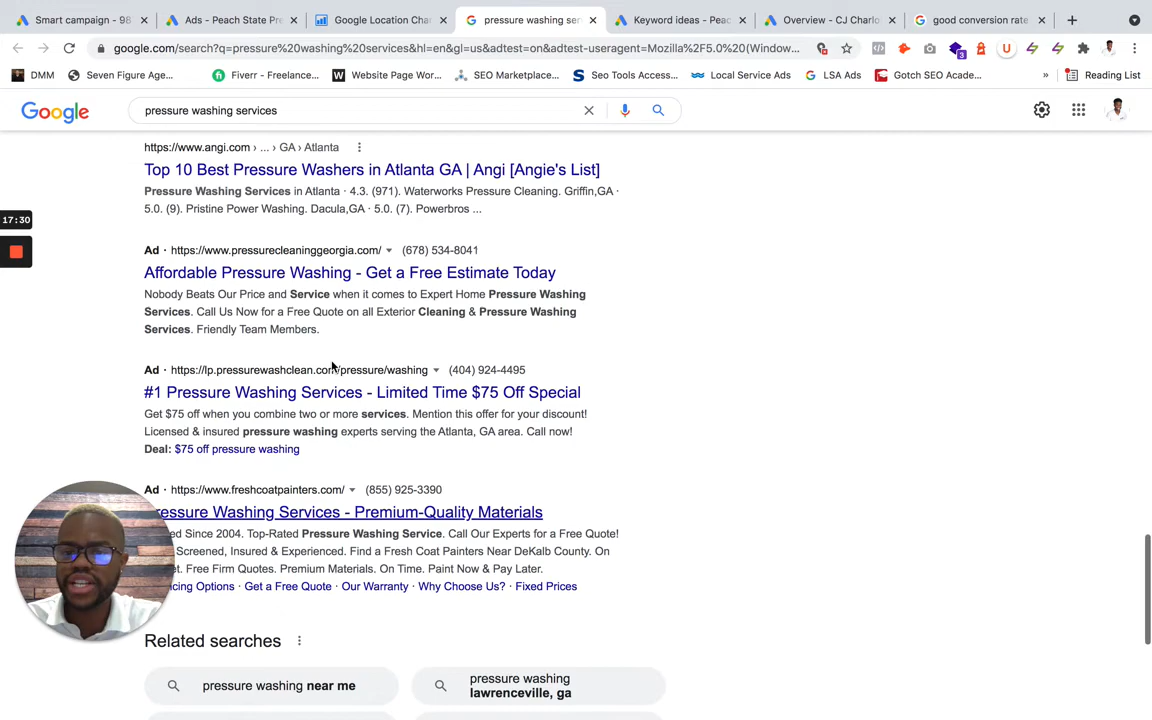 Smart campaign - 98
Ads - Peach State Pre
Google Location Char
pressure washing serv
Keyword ideas - Peac
Overview - CJ Charlo
good conversion rate
google.com/search?q=pressure%20washing%20services&hl=en&gl=us&adtest=on&adtest-useragent=Mozilla%2F5.0%20(Window...
DMM
Seven Figure Age...
Fiverr - Freelance...
Website Page Wor...
SEO Marketplace...
Seo Tools Access...
Local Service Ads
LSA Ads
Gotch SEO Acade...
»
Reading List
Google
pressure washing services
https://www.angi.com › ... › GA › Atlanta
Top 10 Best Pressure Washers in Atlanta GA | Angi [Angie's List]
Pressure Washing Services in Atlanta · 4.3. (971). Waterworks Pressure Cleaning. Griffin,GA ·
5.0. (9). Pristine Power Washing. Dacula,GA · 5.0. (7). Powerbros ...
17:30
Ad · https://www.pressurecleaninggeorgia.com/ (678) 534-8041
Affordable Pressure Washing - Get a Free Estimate Today
Nobody Beats Our Price and Service when it comes to Expert Home Pressure Washing
Services. Call Us Now for a Free Quote on all Exterior Cleaning & Pressure Washing
Services. Friendly Team Members.
Ad · https://lp.pressurewashclean.com/pressure/washing (404) 924-4495
#1 Pressure Washing Services - Limited Time $75 Off Special
Get $75 off when you combine two or more services. Mention this offer for your discount!
Licensed & insured pressure washing experts serving the Atlanta, GA area. Call now!
Deal: $75 off pressure washing
Ad · https://www.freshcoatpainters.com/ (855) 925-3390
ressure Washing Services - Premium-Quality Materials
ed Since 2004. Top-Rated Pressure Washing Service. Call Our Experts for a Free Quote!
Screened, Insured & Experienced. Find a Fresh Coat Painters Near DeKalb County. On
et. Free Firm Quotes. Premium Materials. On Time. Paint Now & Pay Later.
ncing Options · Get a Free Quote · Our Warranty · Why Choose Us? · Fixed Prices
Related searches
pressure washing near me
pressure washing
lawrenceville, ga